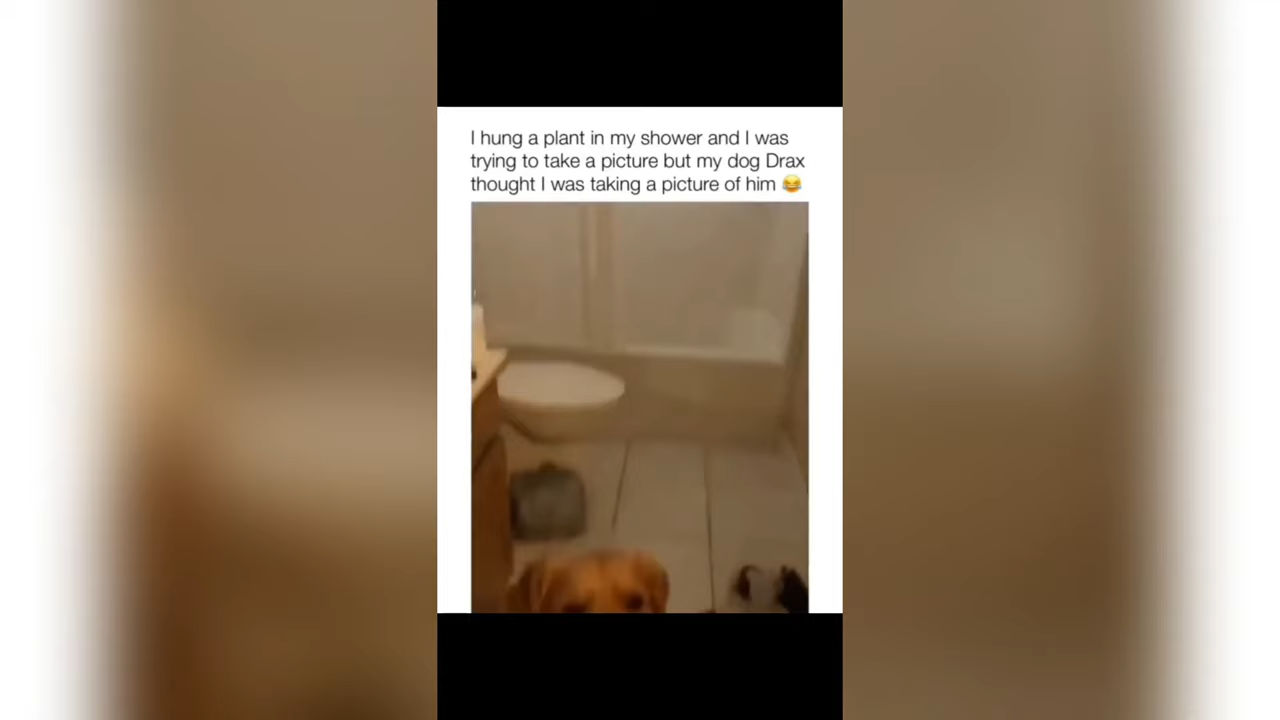 I hung a plant in my shower and I was
trying to take a picture but my dog Drax
thought I was taking a picture of him 😂